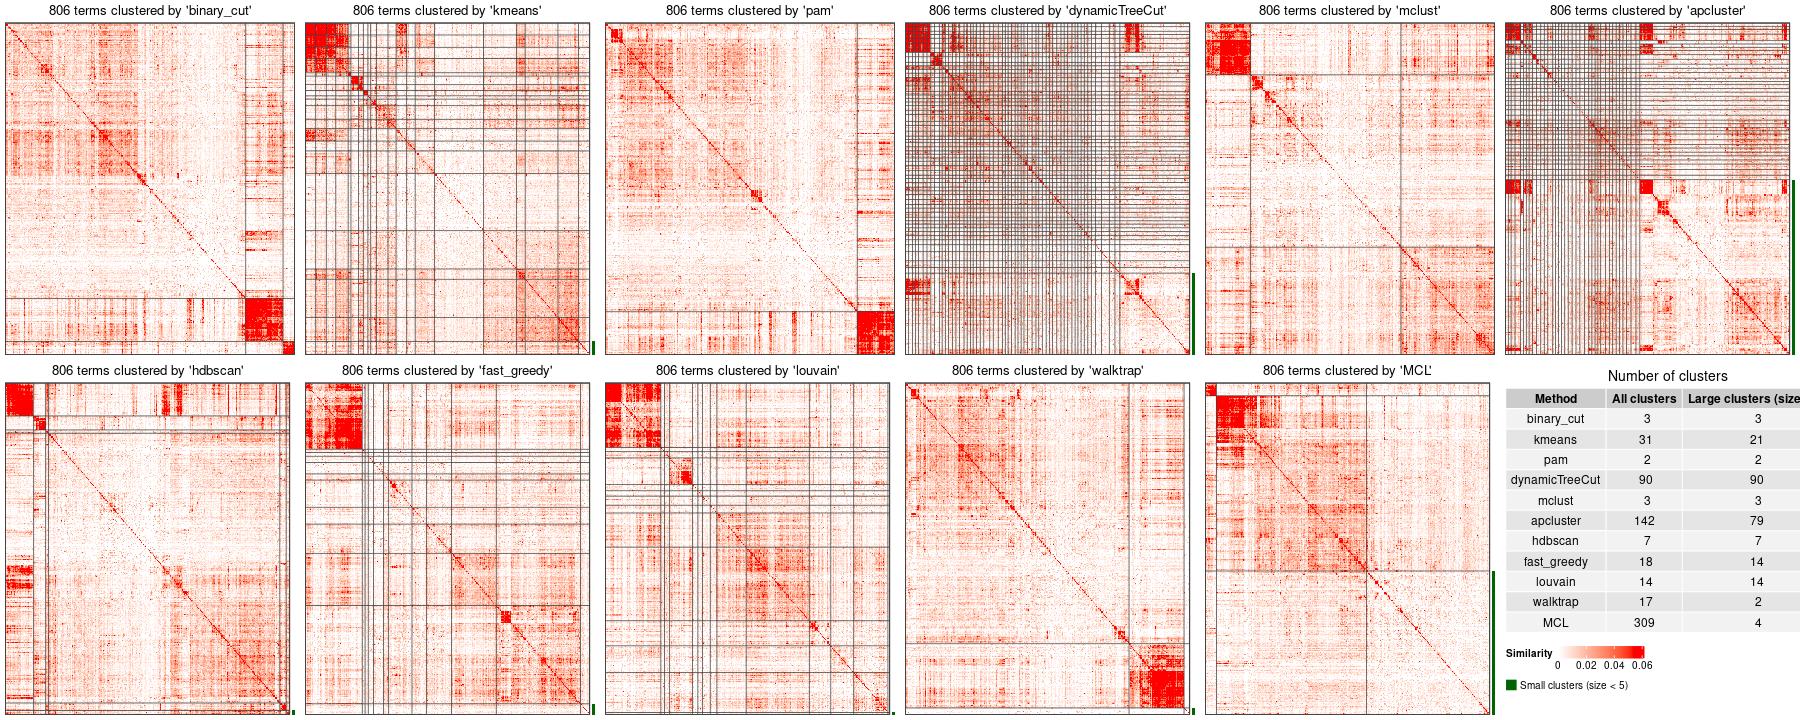 806 terms clustered by 'binary_cut'
806 terms clustered by 'kmeans'
806 terms clustered by 'pam'
806 terms clustered by 'dynamicTreeCut'
806 terms clustered by 'mclust'
806 terms clustered by 'apcluster'
806 terms clustered by 'hdbscan'
806 terms clustered by 'fast_greedy'
806 terms clustered by 'louvain'
806 terms clustered by 'walktrap'
806 terms clustered by 'MCL'
Number of clusters
Method All clusters Large clusters (size
binary_cut 3 3
kmeans 31 21
pam 2 2
dynamicTreeCut 90 90
mclust 3 3
apcluster 142 79
hdbscan 7 7
fast_greedy 18 14
louvain 14 14
walktrap 17 2
MCL 309 4
Similarity
0 0.02 0.04 0.06
Small clusters (size < 5)